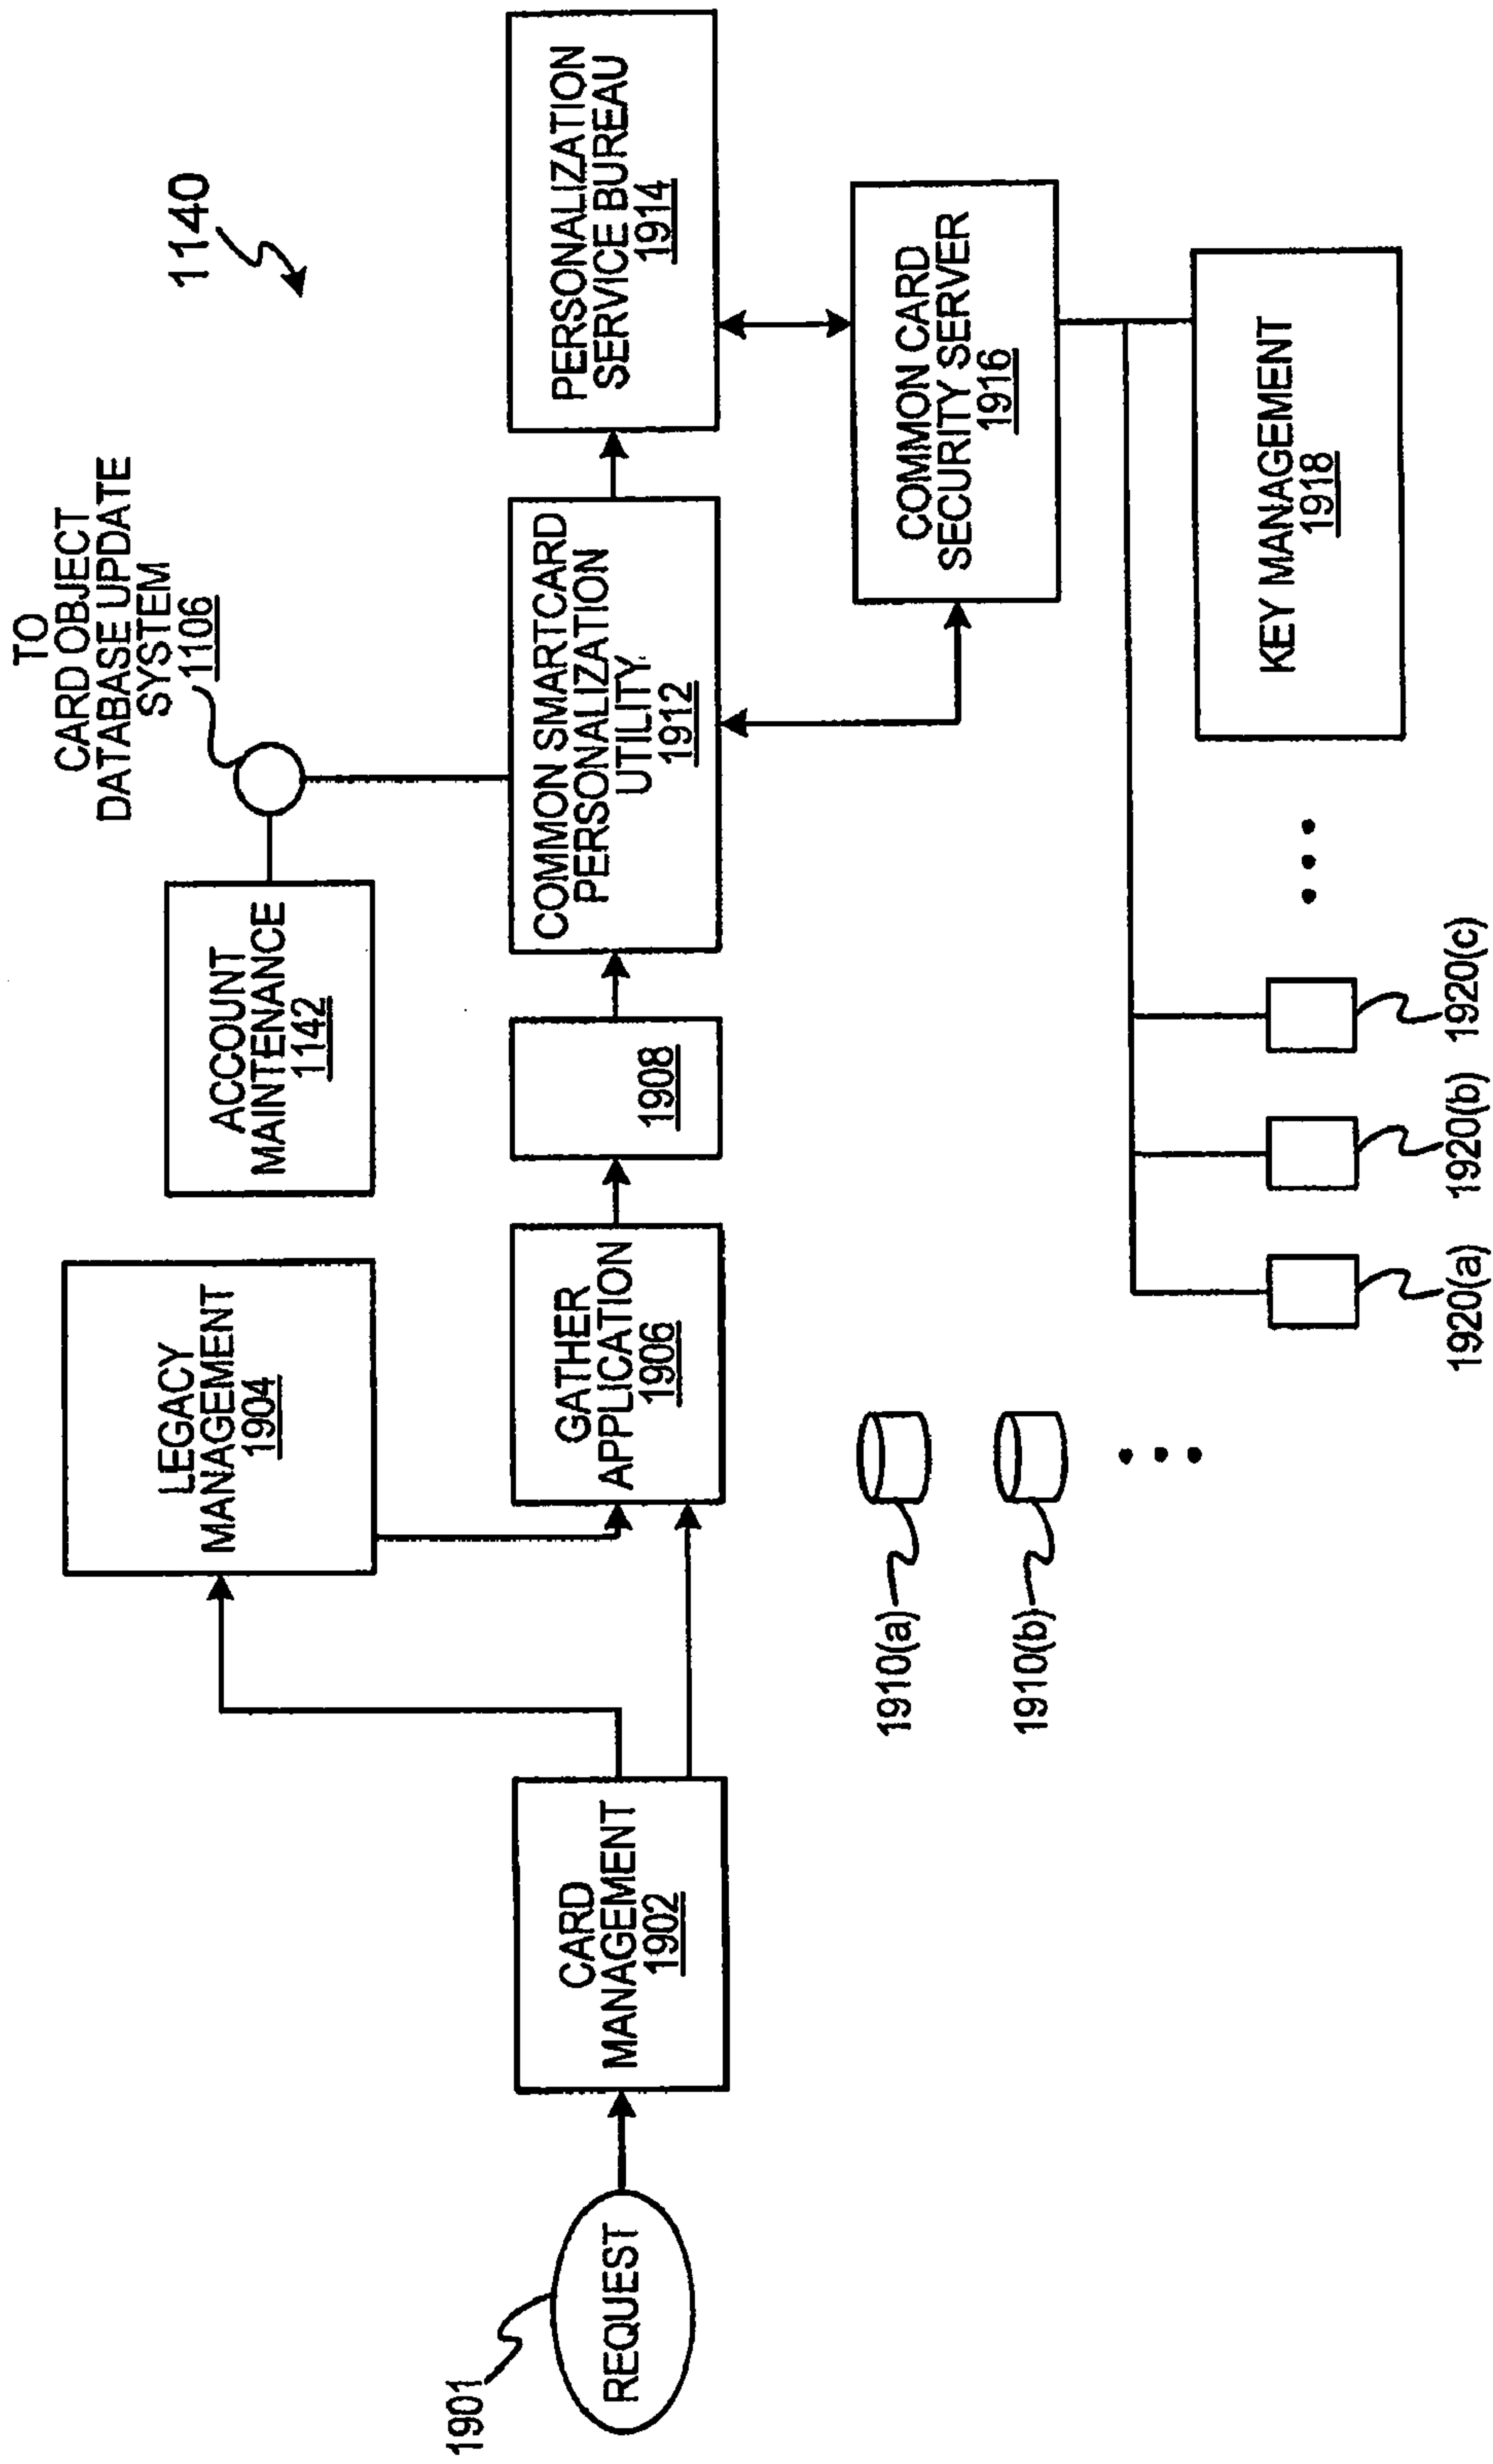 1140
TO
CARD OBJECT
DATABASE UPDATE
SYSTEM
1106
LEGACY
MANAGEMENT
1904
ACCOUNT
MAINTENANCE
1142
1901
REQUEST
CARD
MANAGEMENT
1902
GATHER
APPLICATION
1906
1908
COMMON SMARTCARD
PERSONALIZATION
UTILITY
1912
PERSONALIZATION
SERVICE BUREAU
1914
1910(a)
1910(b)
COMMON CARD
SECURITY SERVER
1916
KEY MANAGEMENT
1918
1920(a)
1920(b)
1920(c)